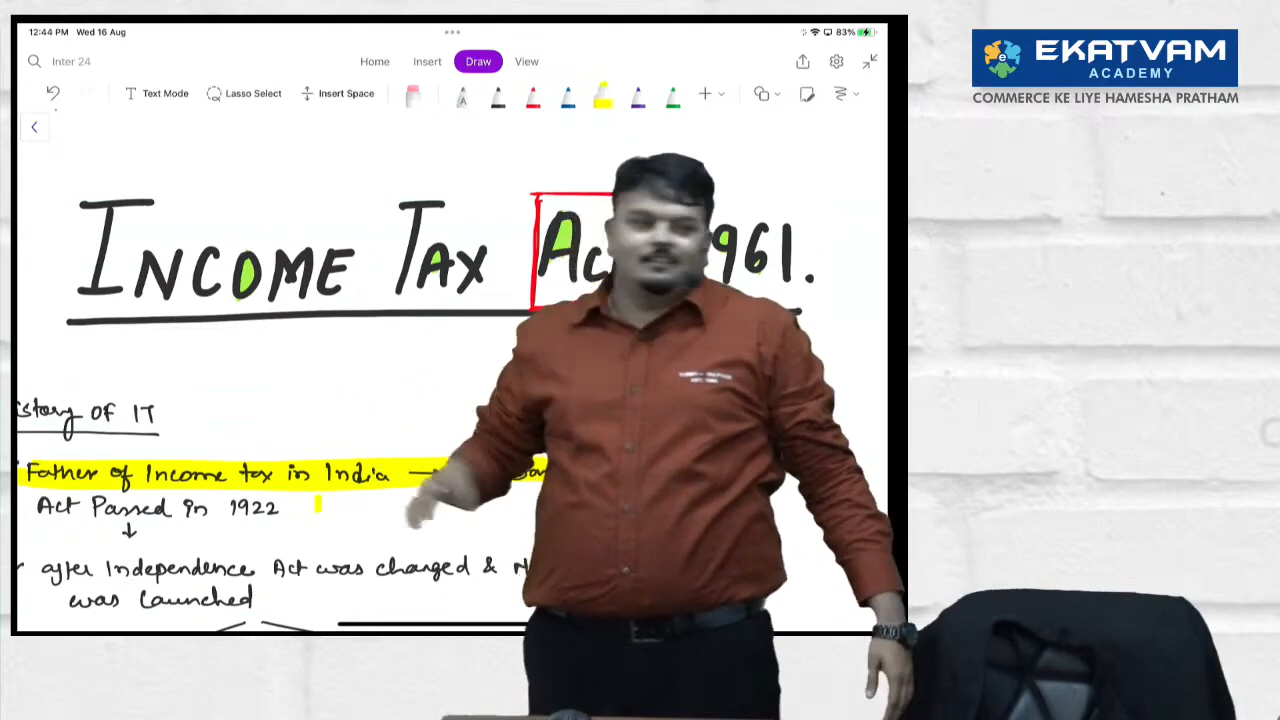 12:44 PM Wed 16 Aug
83%
Inter 24
Home Insert Draw View
Text Mode Lasso Select Insert Space
EKATVAM
ACADEMY
COMMERCE KE LIYE HAMESHA PRATHAM
INCOME TAX Ac 961.
istory of IT
Father of Income tax in India →
Act Passed in 1922
↓
after Independence Act was changed &
was launched